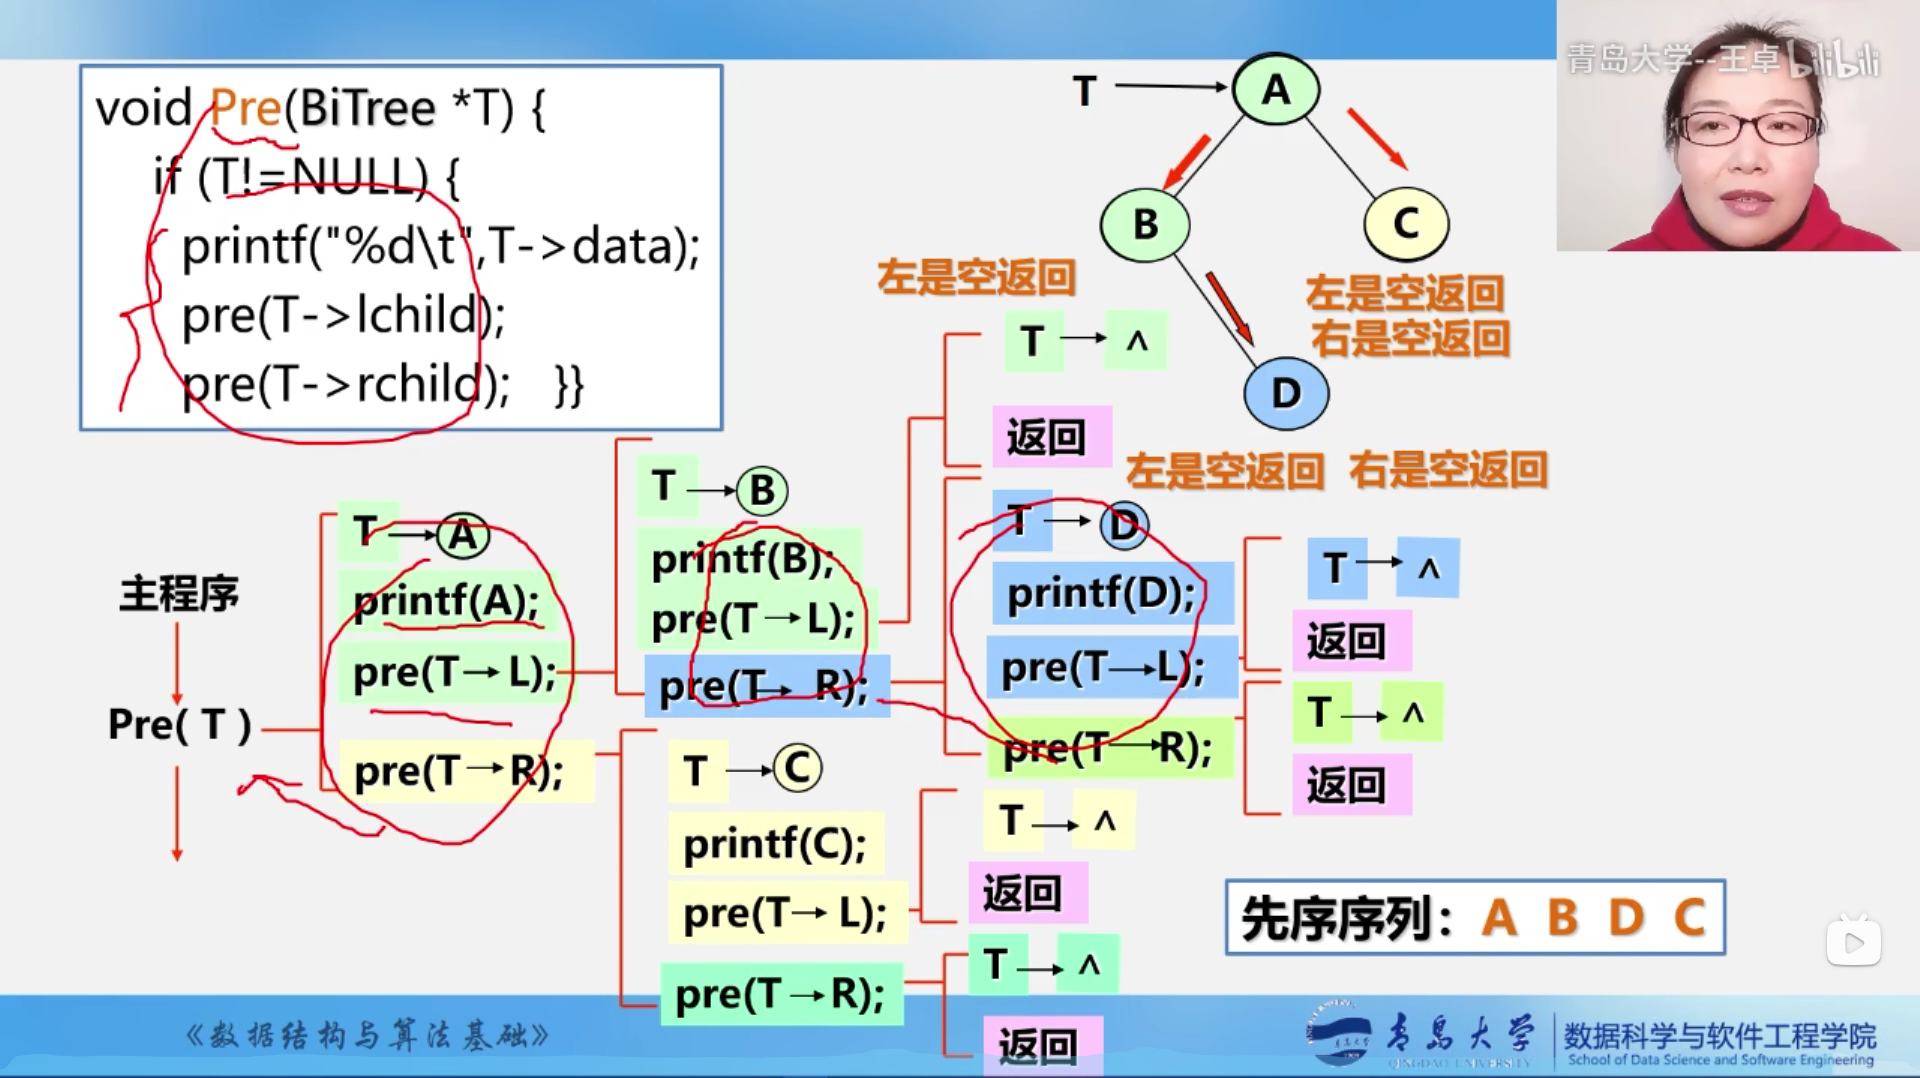 青岛大学--王卓 bilibili
void Pre(BiTree *T) {
if (T!=NULL) {
printf("%d\t",T->data);
pre(T->lchild);
pre(T->rchild); }}
T
A
B
C
D
左是空返回
左是空返回
右是空返回
左是空返回 右是空返回
主程序
Pre( T )
T→A
printf(A);
pre(T→L);
pre(T→R);
T→B
printf(B);
pre(T→L);
pre(T→R);
T→∧
返回
T→D
printf(D);
pre(T→L);
pre(T→R);
T→∧
返回
T→∧
返回
T→C
printf(C);
pre(T→L);
pre(T→R);
T→∧
返回
T→∧
返回
先序序列： A B D C
《数据结构与算法基础》
青岛大学
QINGDAO UNIVERSITY
数据科学与软件工程学院
School of Data Science and Software Engineering